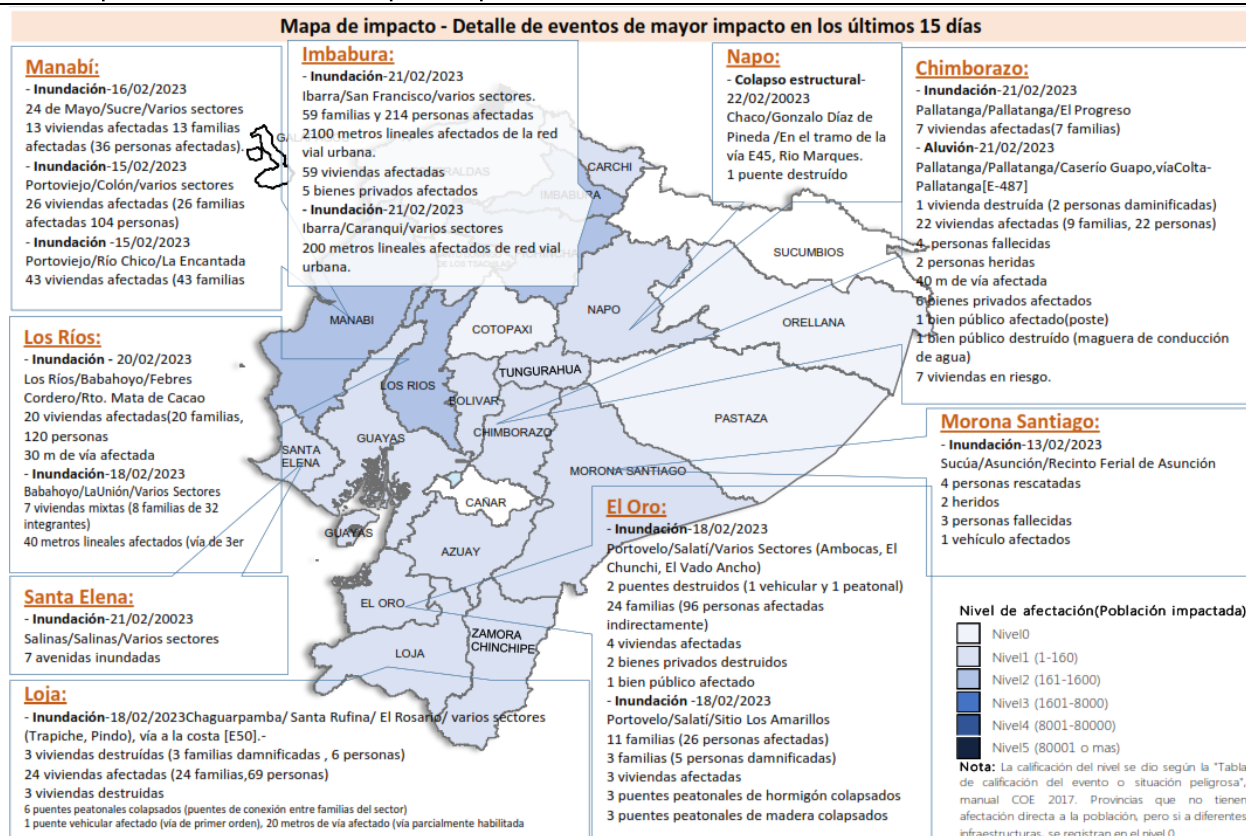 Mapa de impacto - Detalle de eventos de mayor impacto en los últimos 15 días
Manabí:
- Inundación-16/02/2023
24 de Mayo/Sucre/Varios sectores
13 viviendas afectadas 13 familias
afectadas (36 personas afectadas).
- Inundación-15/02/2023
Portoviejo/Colón/varios sectores
26 viviendas afectadas (26 familias
afectadas 104 personas)
- Inundación -15/02/2023
Portoviejo/Río Chico/La Encantada
43 viviendas afectadas (43 familias
Imbabura:
- Inundación-21/02/2023
Ibarra/San Francisco/varios sectores.
59 familias y 214 personas afectadas
2100 metros lineales afectados de la red
vial urbana.
59 viviendas afectadas
5 bienes privados afectados
- Inundación-21/02/2023
Ibarra/Caranqui/varios sectores
200 metros lineales afectados de red vial
urbana.
Napo:
- Colapso estructural-
22/02/20023
Chaco/Gonzalo Díaz de
Pineda /En el tramo de la
vía E45, Rio Marques.
1 puente destruído
Chimborazo:
- Inundación-21/02/2023
Pallatanga/Pallatanga/El Progreso
7 viviendas afectadas(7 familias)
- Aluvión-21/02/2023
Pallatanga/Pallatanga/Caserío Guapo,víaColta-
Pallatanga[E-487]
1 vivienda destruída (2 personas daminificadas)
22 viviendas afectadas (9 familias, 22 personas)
4 personas fallecidas
2 personas heridas
40 m de vía afectada
6 bienes privados afectados
1 bien público afectado(poste)
1 bien público destruído (maguera de conducción
de agua)
7 viviendas en riesgo.
Los Ríos:
- Inundación - 20/02/2023
Los Ríos/Babahoyo/Febres
Cordero/Rto. Mata de Cacao
20 viviendas afectadas(20 familias,
120 personas
30 m de vía afectada
- Inundación-18/02/2023
Babahoyo/LaUnión/Varios Sectores
7 viviendas mixtas (8 familias de 32
integrantes)
40 metros lineales afectados (vía de 3er
Santa Elena:
- Inundación-21/02/20023
Salinas/Salinas/Varios sectores
7 avenidas inundadas
Loja:
- Inundación-18/02/2023Chaguarpamba/ Santa Rufina/ El Rosario/ varios sectores
(Trapiche, Pindo), vía a la costa [E50].-
3 viviendas destruídas (3 familias damnificadas , 6 personas)
24 viviendas afectadas (24 familias,69 personas)
3 viviendas destruidas
6 puentes peatonales colapsados (puentes de conexión entre familias del sector)
1 puente vehicular afectado (vía de primer orden), 20 metros de vía afectado (vía parcialmente habilitada
El Oro:
- Inundación-18/02/2023
Portovelo/Salatí/Varios Sectores (Ambocas, El
Chunchi, El Vado Ancho)
2 puentes destruidos (1 vehicular y 1 peatonal)
24 familias (96 personas afectadas
indirectamente)
4 viviendas afectadas
2 bienes privados destruidos
1 bien público afectado
- Inundación -18/02/2023
Portovelo/Salatí/Sitio Los Amarillos
11 familias (26 personas afectadas)
3 familias (5 personas damnificadas)
3 viviendas afectadas
3 puentes peatonales de hormigón colapsados
3 puentes peatonales de madera colapsados
Morona Santiago:
- Inundación-13/02/2023
Sucúa/Asunción/Recinto Ferial de Asunción
4 personas rescatadas
2 heridos
3 personas fallecidas
1 vehículo afectados
CARCHI
IMBABURA
SUCUMBIOS
NAPO
ORELLANA
MANABI
COTOPAXI
TUNGURAHUA
LOS RIOS
BOLIVAR
PASTAZA
CHIMBORAZO
GUAYAS
SANTA
ELENA
MORONA SANTIAGO
CAÑAR
GUAYAS
AZUAY
EL ORO
ZAMORA
CHINCHIPE
LOJA
Nivel de afectación(Población impactada)
Nivel0
Nivel1 (1-160)
Nivel2 (161-1600)
Nivel3 (1601-8000)
Nivel4 (8001-80000)
Nivel5 (80001 o mas)
Nota: La calificación del nivel se dio según la "Tabla
de calificación del evento o situación peligrosa",
manual COE 2017. Provincias que no tienen
afectación directa a la población, pero si a diferentes
infraestructuras, se registran en el nivel 0